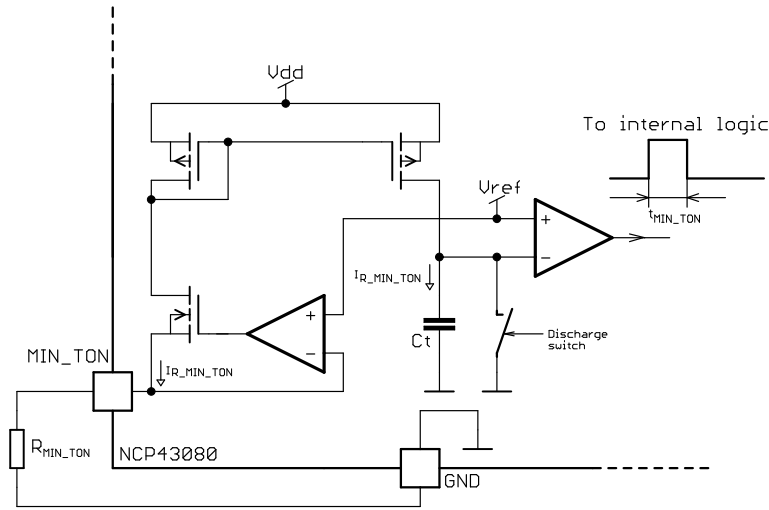 Vdd
To internal logic
Vref
+
−
tMIN_TON
IR_MIN_TON
+
−
Ct
Discharge
switch
MIN_TON
IR_MIN_TON
RMIN_TON
NCP43080
GND